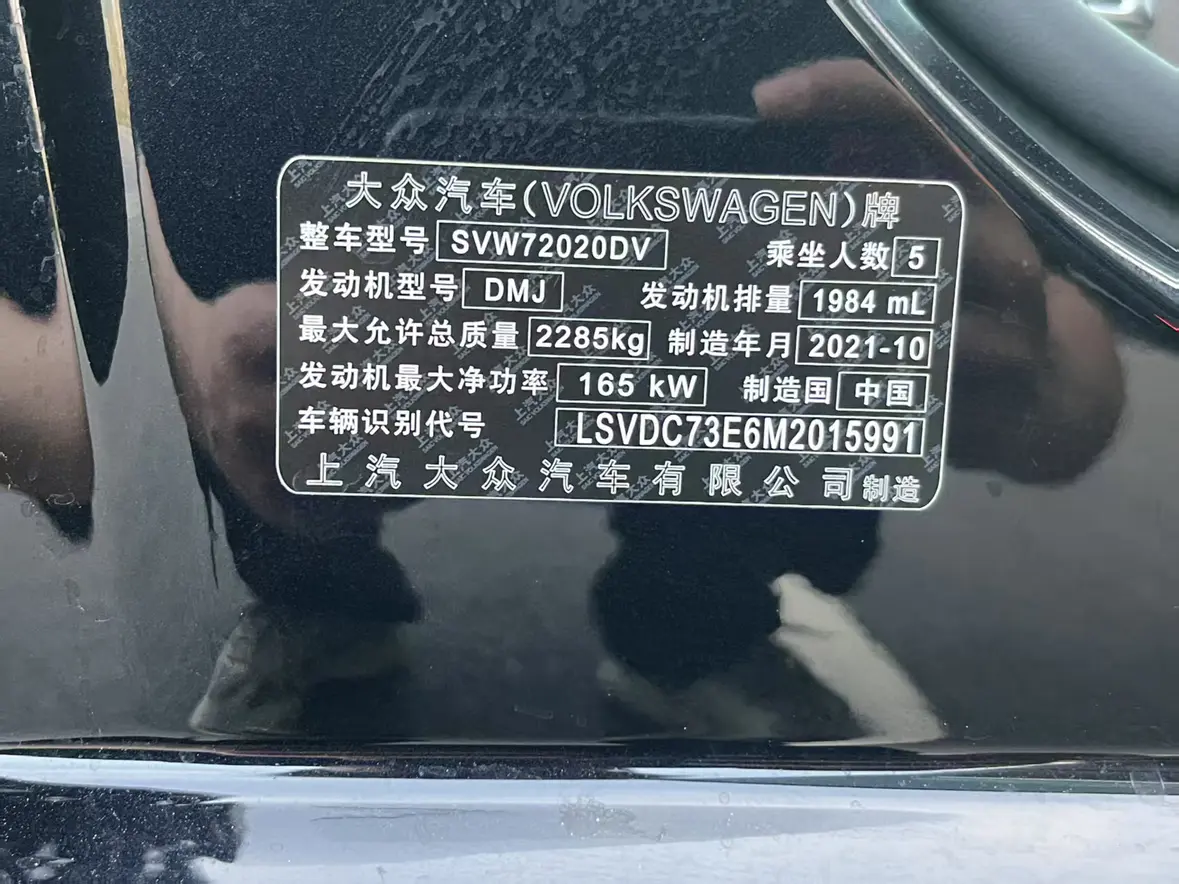 大众汽车(VOLKSWAGEN)牌
整车型号 SVW72020DV 乘坐人数 5
发动机型号 DMJ 发动机排量 1984 mL
最大允许总质量 2285kg 制造年月 2021-10
发动机最大净功率 165 kW 制造国 中国
车辆识别代号 LSVDC73E6M2015991
上汽大众汽车有限公司制造